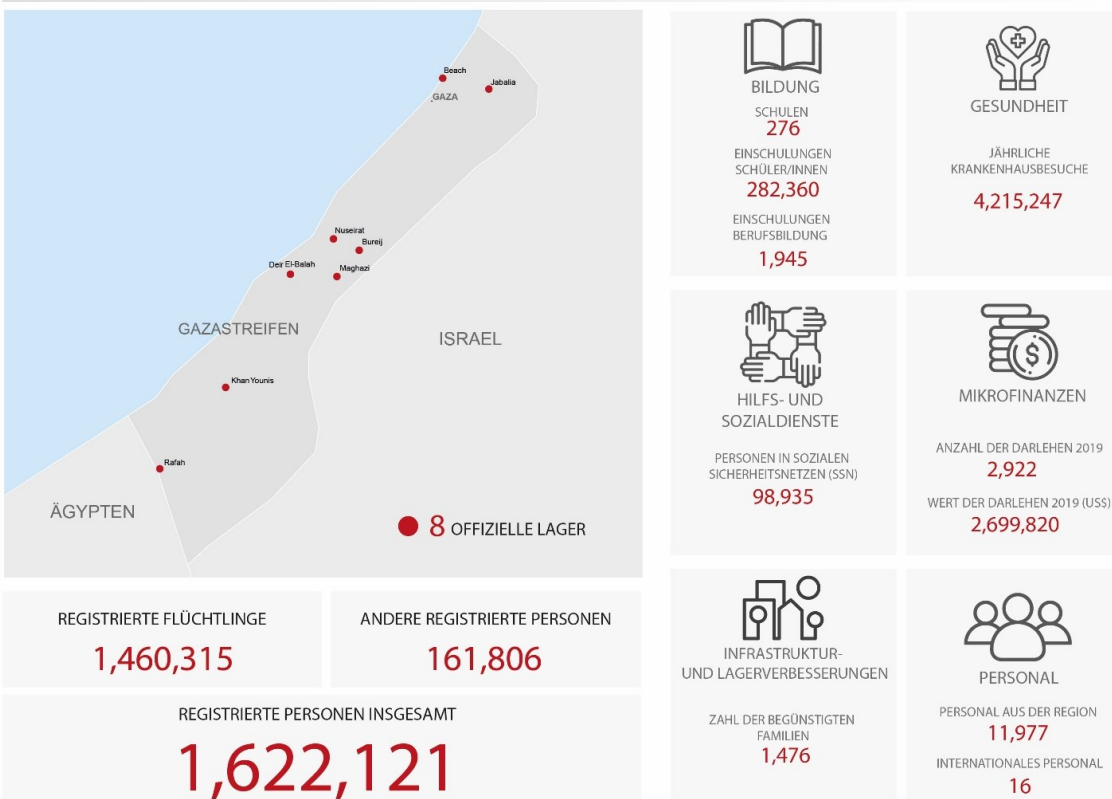 Beach
Jabalia
GAZA
Nuseirat
Bureij
Deir El-Balah
Maghazi
GAZASTREIFEN
ISRAEL
Khan Younis
Rafah
ÄGYPTEN
8 OFFIZIELLE LAGER
REGISTRIERTE FLÜCHTLINGE
1,460,315
ANDERE REGISTRIERTE PERSONEN
161,806
REGISTRIERTE PERSONEN INSGESAMT
1,622,121
BILDUNG
SCHULEN
276
EINSCHULUNGEN
SCHÜLER/INNEN
282,360
EINSCHULUNGEN
BERUFSBILDUNG
1,945
GESUNDHEIT
JÄHRLICHE
KRANKENHAUSBESUCHE
4,215,247
HILFS- UND
SOZIALDIENSTE
PERSONEN IN SOZIALEN
SICHERHEITSNETZEN (SSN)
98,935
$
MIKROFINANZEN
ANZAHL DER DARLEHEN 2019
2,922
WERT DER DARLEHEN 2019 (US$)
2,699,820
INFRASTRUKTUR-
UND LAGERVERBESSERUNGEN
ZAHL DER BEGÜNSTIGTEN
FAMILIEN
1,476
PERSONAL
PERSONAL AUS DER REGION
11,977
INTERNATIONALES PERSONAL
16